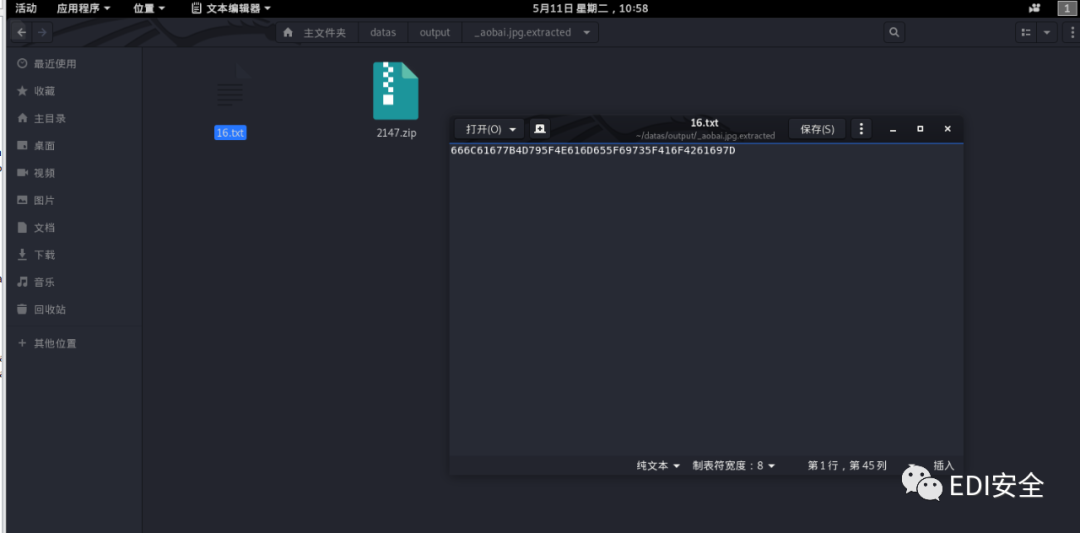 活动 应用程序 位置 文本编辑器 5月11日 星期二，10:58 1
主文件夹 datas output _aobai.jpg.extracted
最近使用
收藏
主目录
桌面
视频
图片
文档
下载
音乐
回收站
+ 其他位置
16.txt
2147.zip
打开(O) 16.txt 保存(S)
~/datas/output/_aobai.jpg.extracted
666C61677B4D795F4E616D655F69735F416F4261697D
纯文本 制表符宽度：8 第1行，第45列 插入
EDI安全